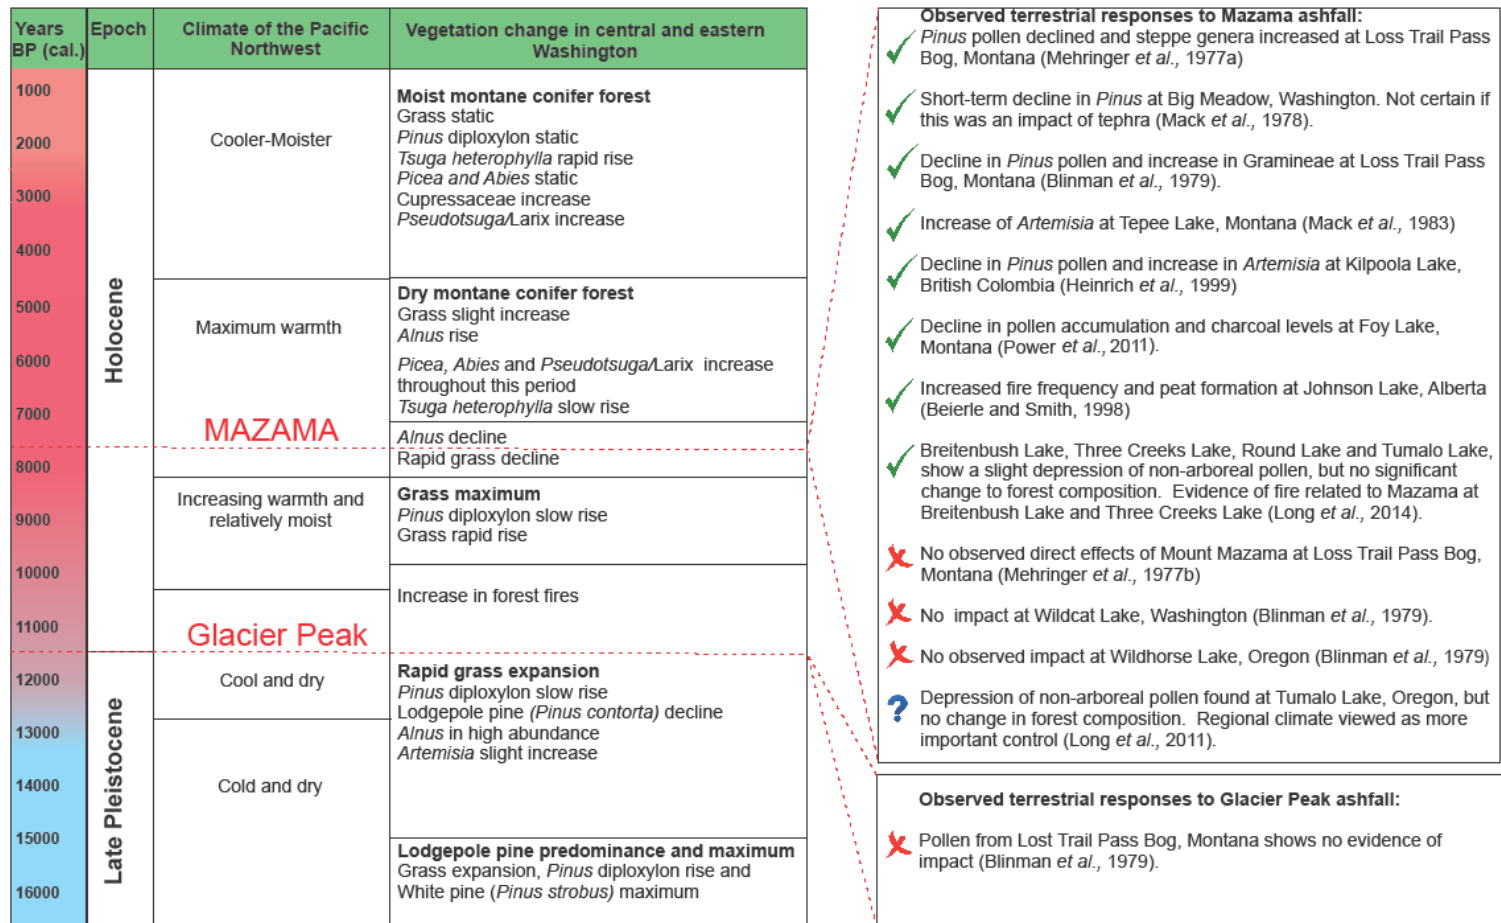 Years
BP (cal.)
Epoch
Climate of the Pacific
Northwest
Vegetation change in central and eastern
Washington
1000
2000
3000
4000
5000
6000
7000
8000
9000
10000
11000
12000
13000
14000
15000
16000
Holocene
Late Pleistocene
Cooler-Moister
Maximum warmth
MAZAMA
Increasing warmth and
relatively moist
Glacier Peak
Cool and dry
Cold and dry
Moist montane conifer forest
Grass static
Pinus diploxylon static
Tsuga heterophylla rapid rise
Picea and Abies static
Cupressaceae increase
Pseudotsuga/Larix increase
Dry montane conifer forest
Grass slight increase
Alnus rise
Picea, Abies and Pseudotsuga/Larix increase
throughout this period
Tsuga heterophylla slow rise
Alnus decline
Rapid grass decline
Grass maximum
Pinus diploxylon slow rise
Grass rapid rise
Increase in forest fires
Rapid grass expansion
Pinus diploxylon slow rise
Lodgepole pine (Pinus contorta) decline
Alnus in high abundance
Artemisia slight increase
Lodgepole pine predominance and maximum
Grass expansion, Pinus diploxylon rise and
White pine (Pinus strobus) maximum
Observed terrestrial responses to Mazama ashfall:
Pinus pollen declined and steppe genera increased at Loss Trail Pass
Bog, Montana (Mehringer et al., 1977a)
Short-term decline in Pinus at Big Meadow, Washington. Not certain if
this was an impact of tephra (Mack et al., 1978).
Decline in Pinus pollen and increase in Gramineae at Loss Trail Pass
Bog, Montana (Blinman et al., 1979).
Increase of Artemisia at Tepee Lake, Montana (Mack et al., 1983)
Decline in Pinus pollen and increase in Artemisia at Kilpoola Lake,
British Colombia (Heinrich et al., 1999)
Decline in pollen accumulation and charcoal levels at Foy Lake,
Montana (Power et al., 2011).
Increased fire frequency and peat formation at Johnson Lake, Alberta
(Beierle and Smith, 1998)
Breitenbush Lake, Three Creeks Lake, Round Lake and Tumalo Lake,
show a slight depression of non-arboreal pollen, but no significant
change to forest composition. Evidence of fire related to Mazama at
Breitenbush Lake and Three Creeks Lake (Long et al., 2014).
No observed direct effects of Mount Mazama at Loss Trail Pass Bog,
Montana (Mehringer et al., 1977b)
No impact at Wildcat Lake, Washington (Blinman et al., 1979).
No observed impact at Wildhorse Lake, Oregon (Blinman et al., 1979)
?
Depression of non-arboreal pollen found at Tumalo Lake, Oregon, but
no change in forest composition. Regional climate viewed as more
important control (Long et al., 2011).
Observed terrestrial responses to Glacier Peak ashfall:
Pollen from Lost Trail Pass Bog, Montana shows no evidence of
impact (Blinman et al., 1979).